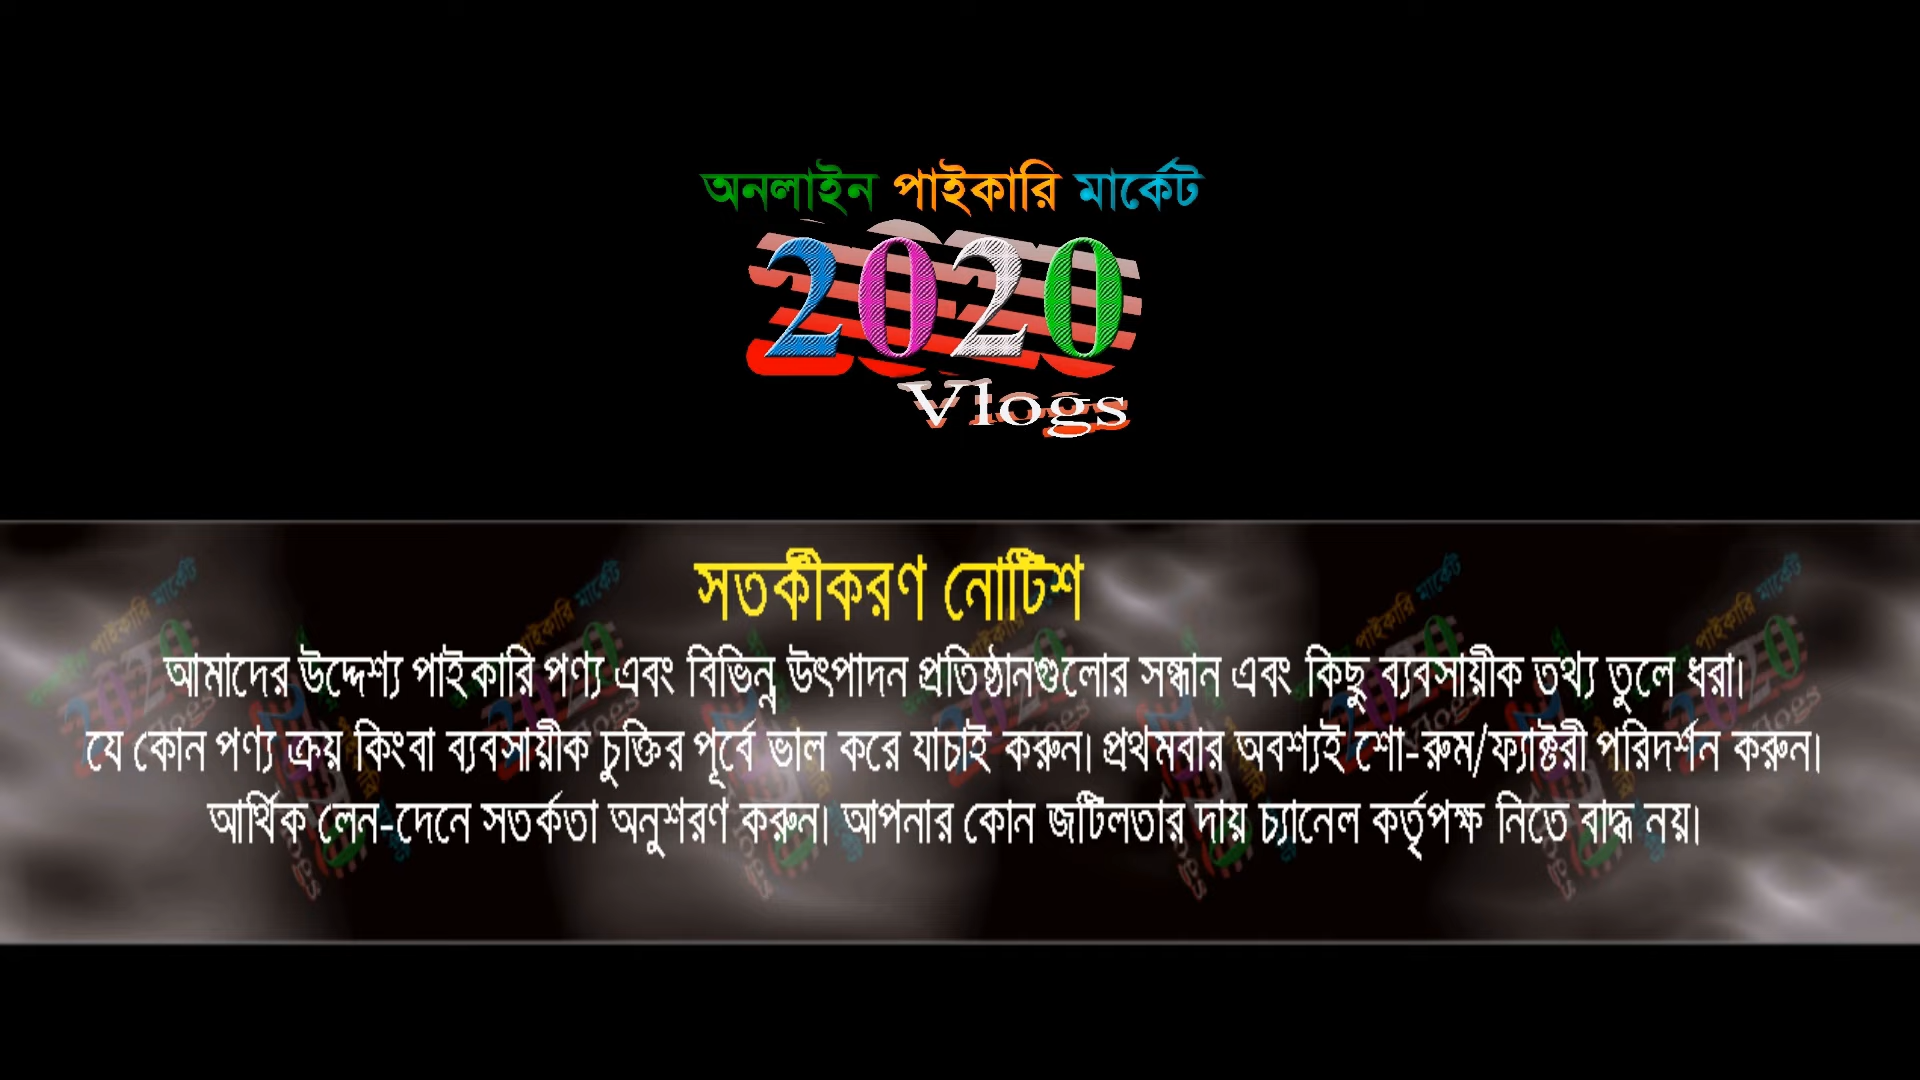 অনলাইন পাইকারি মার্কেট
2020
Vlogs
সতর্কীকরণ নোটিশ
আমাদের উদ্দেশ্য পাইকারি পণ্য এবং বিভিন্ন উৎপাদন প্রতিষ্ঠানগুলোর সন্ধান এবং কিছু ব্যবসায়ীক তথ্য তুলে ধরা।
যে কোন পণ্য ক্রয় কিংবা ব্যবসায়ীক চুক্তির পূর্বে ভাল করে যাচাই করুন। প্রথমবার অবশ্যই শো-রুম/ফ্যাক্টরী পরিদর্শন করুন।
আর্থিক লেন-দেনে সতর্কতা অনুশরণ করুন। আপনার কোন জটিলতার দায় চ্যানেল কর্তৃপক্ষ নিতে বাদ্ধ নয়।